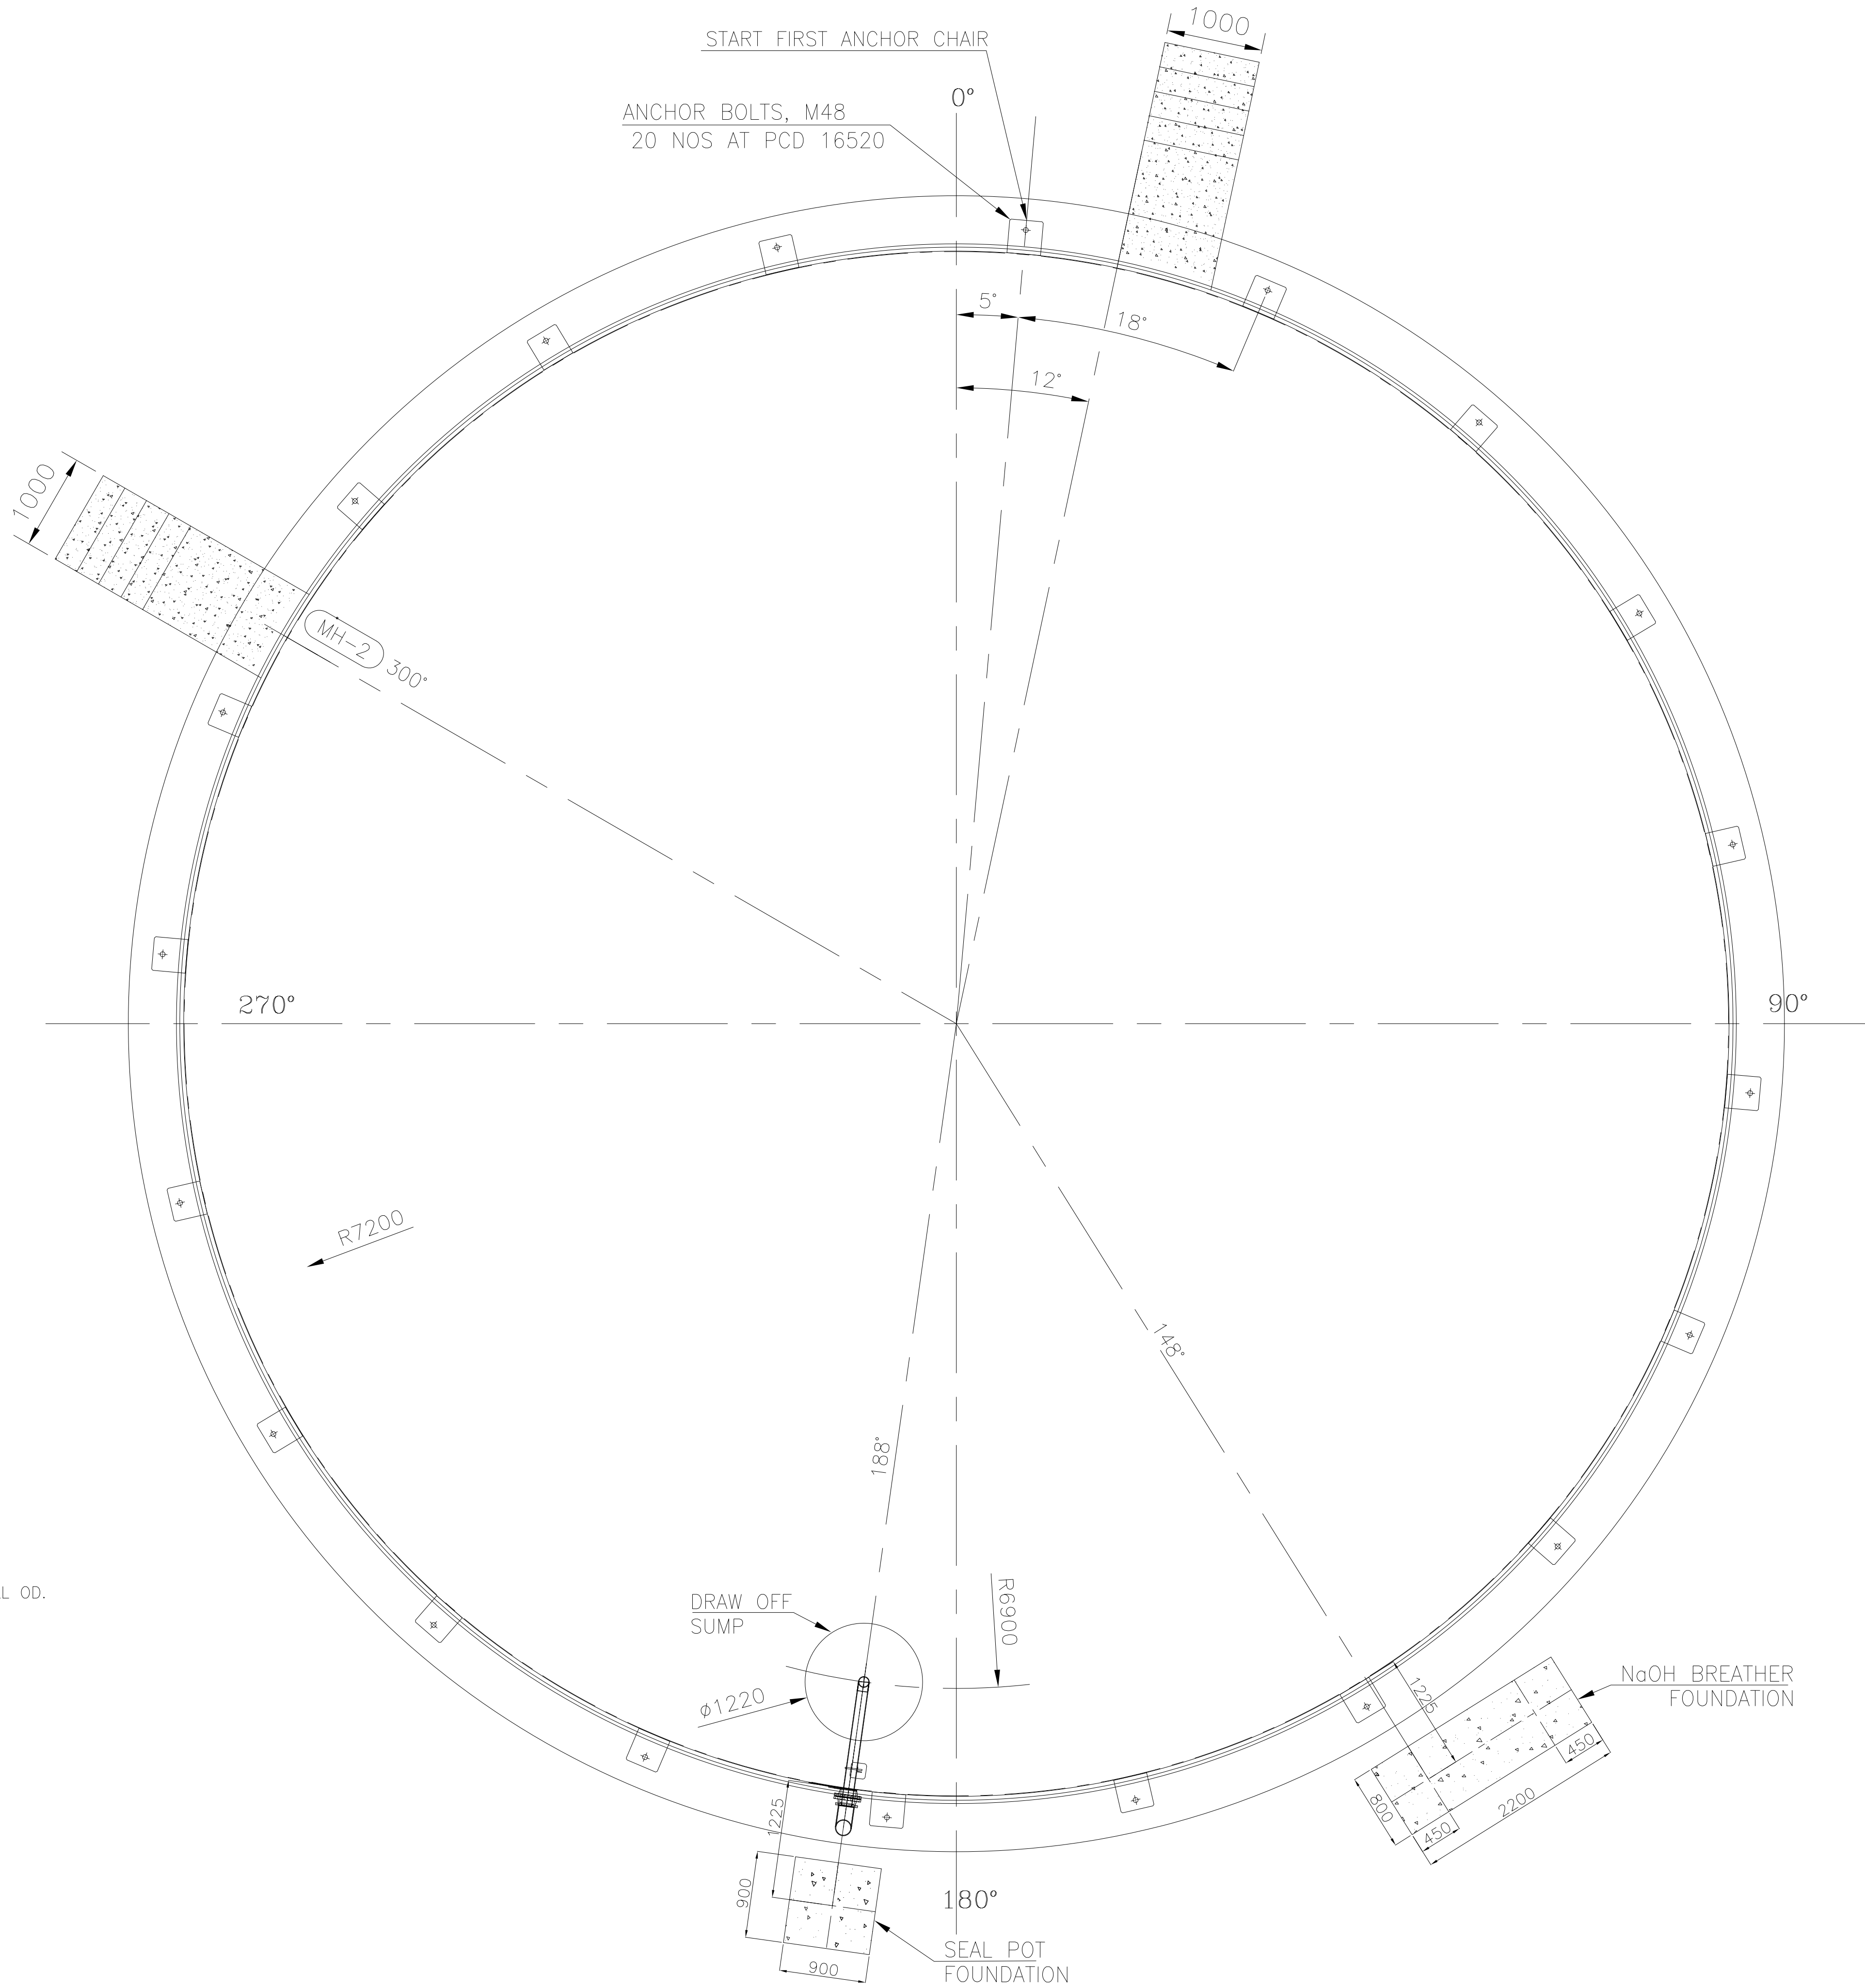 1000
START FIRST ANCHOR CHAIR
0°
ANCHOR BOLTS, M48
20 NOS AT PCD 16520
5°
18°
12°
1000
MH-2
300°
270°
90°
R7200
148°
188°
L OD.
DRAW OFF
SUMP
R6900
ø1220
1225
NaOH BREATHER
FOUNDATION
450
800
2200
450
1225
900
180°
SEAL POT
FOUNDATION
900